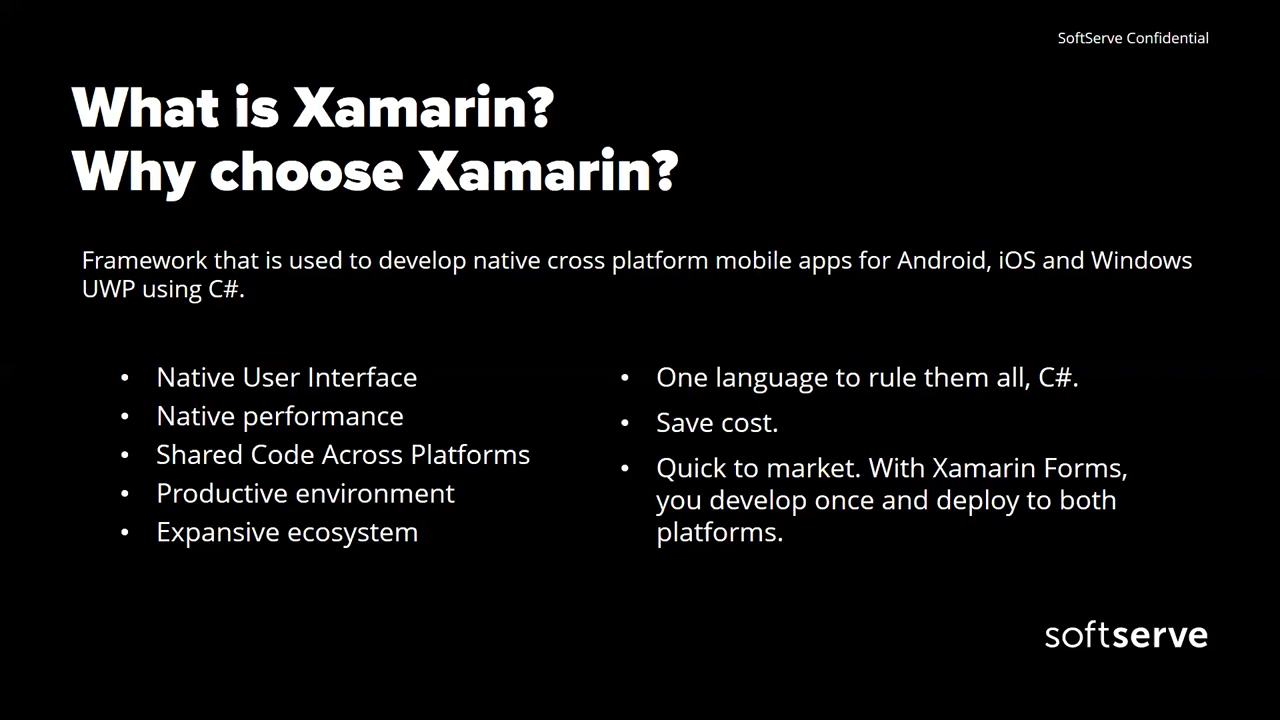 SoftServe Confidential
What is Xamarin?
Why choose Xamarin?
Framework that is used to develop native cross platform mobile apps for Android, iOS and Windows
UWP using C#.
• Native User Interface
• Native performance
• Shared Code Across Platforms
• Productive environment
• Expansive ecosystem
• One language to rule them all, C#.
• Save cost.
• Quick to market. With Xamarin Forms,
you develop once and deploy to both
platforms.
softserve